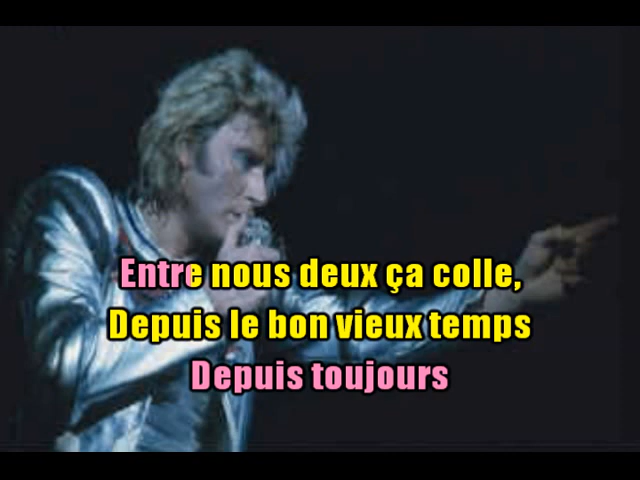 Entre nous deux ça colle,
Depuis le bon vieux temps
Depuis toujours